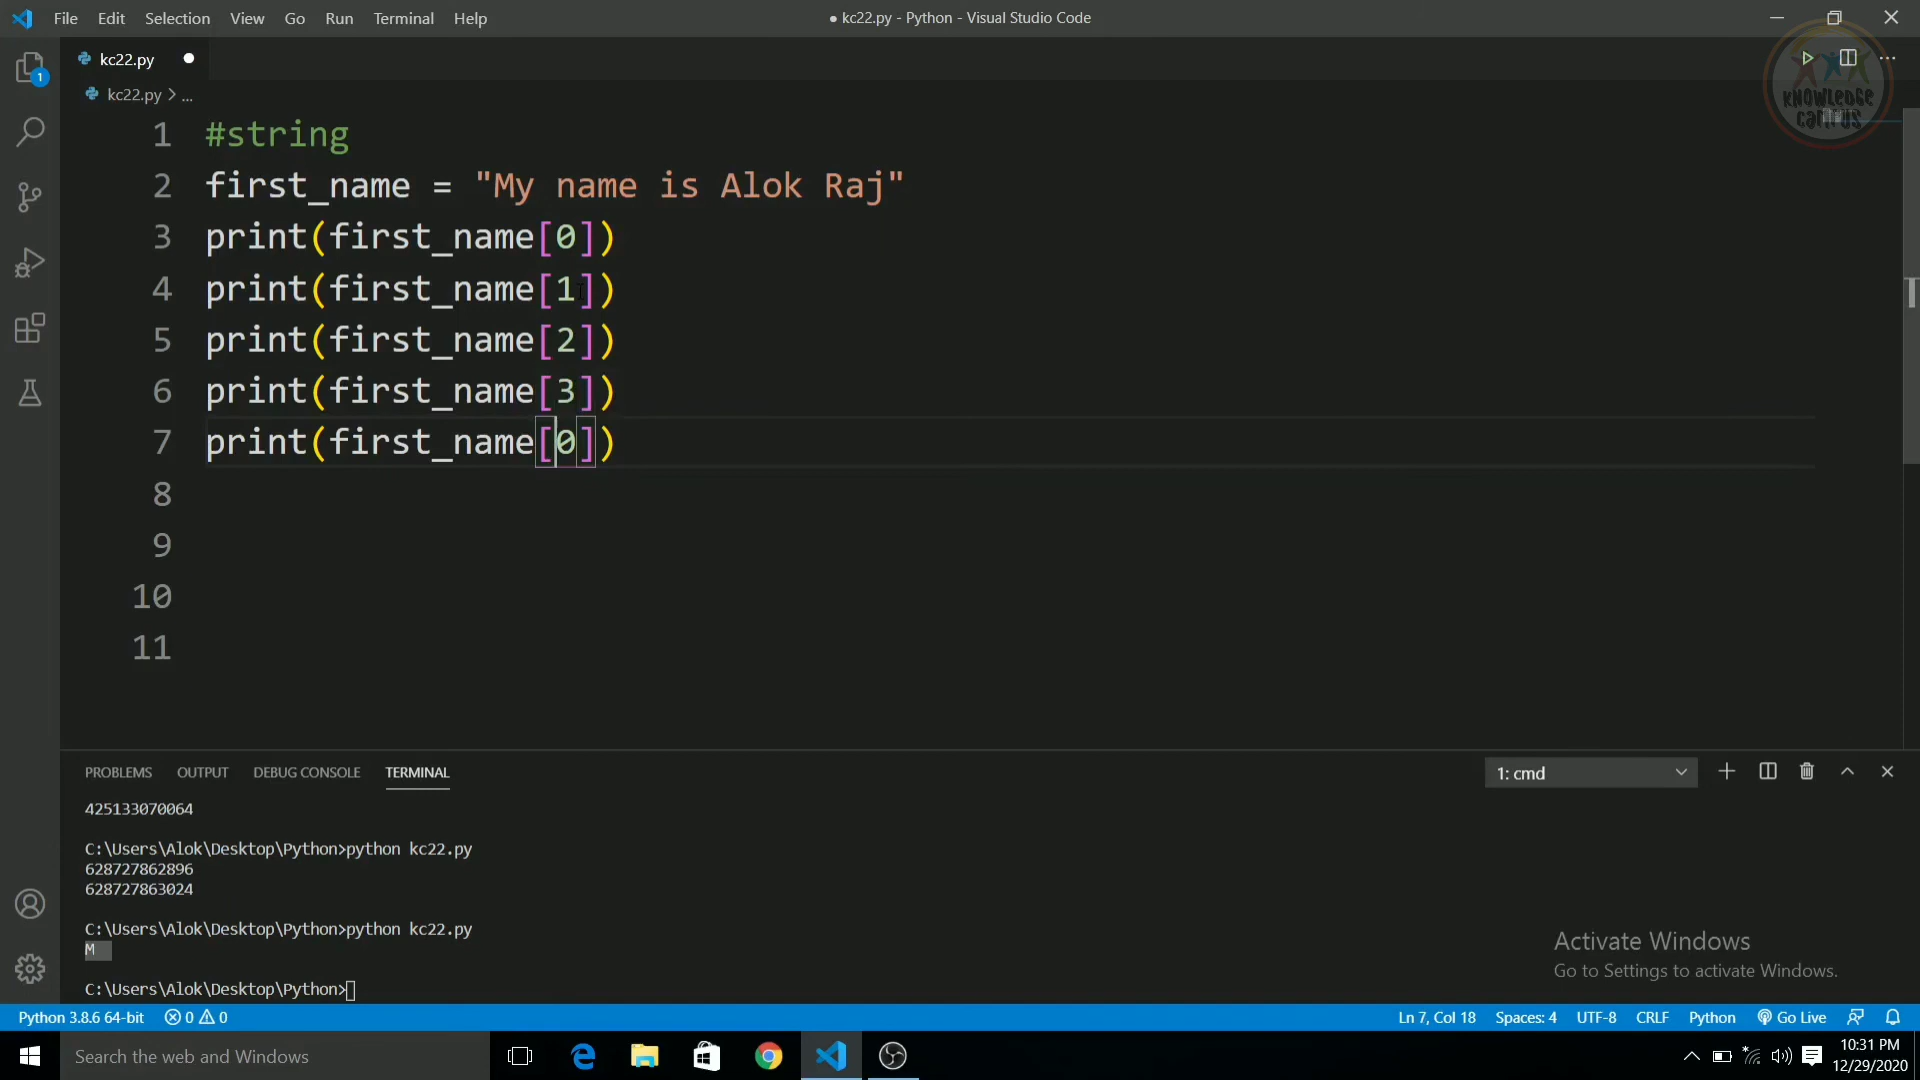 File Edit Selection View Go Run Terminal Help
● kc22.py - Python - Visual Studio Code
kc22.py
KNOWLEDGE
campus
kc22.py > ...
1
1 #string
2 first_name = "My name is Alok Raj"
3 print(first_name[0])
4 print(first_name[1])
5 print(first_name[2])
6 print(first_name[3])
7 print(first_name[0])
8
9
10
11
PROBLEMS OUTPUT DEBUG CONSOLE TERMINAL
1: cmd
425133070064
C:\Users\Alok\Desktop\Python>python kc22.py
628727862896
628727863024
C:\Users\Alok\Desktop\Python>python kc22.py
M
C:\Users\Alok\Desktop\Python>
Activate Windows
Go to Settings to activate Windows.
Python 3.8.6 64-bit 0 0
Ln 7, Col 18 Spaces: 4 UTF-8 CRLF Python Go Live
Search the web and Windows
10:31 PM
12/29/2020